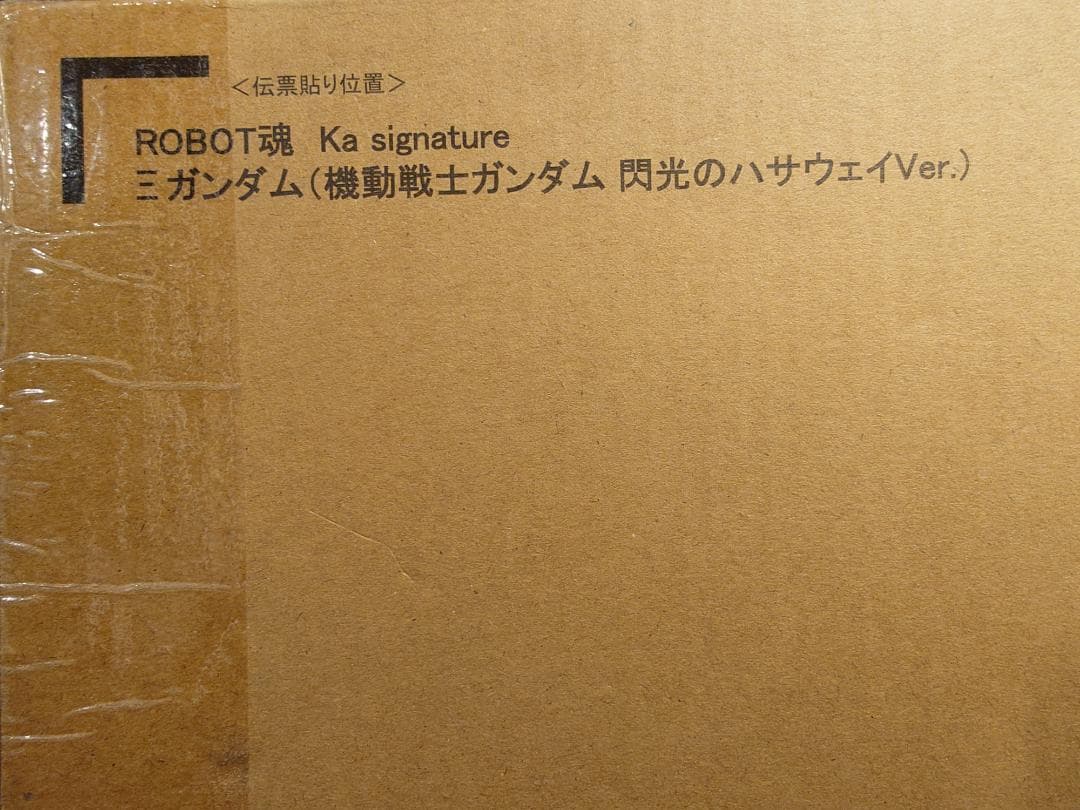 ＜伝票貼り位置＞
ROBOT魂　Ka signature
Ξガンダム（機動戦士ガンダム 閃光のハサウェイVer.）